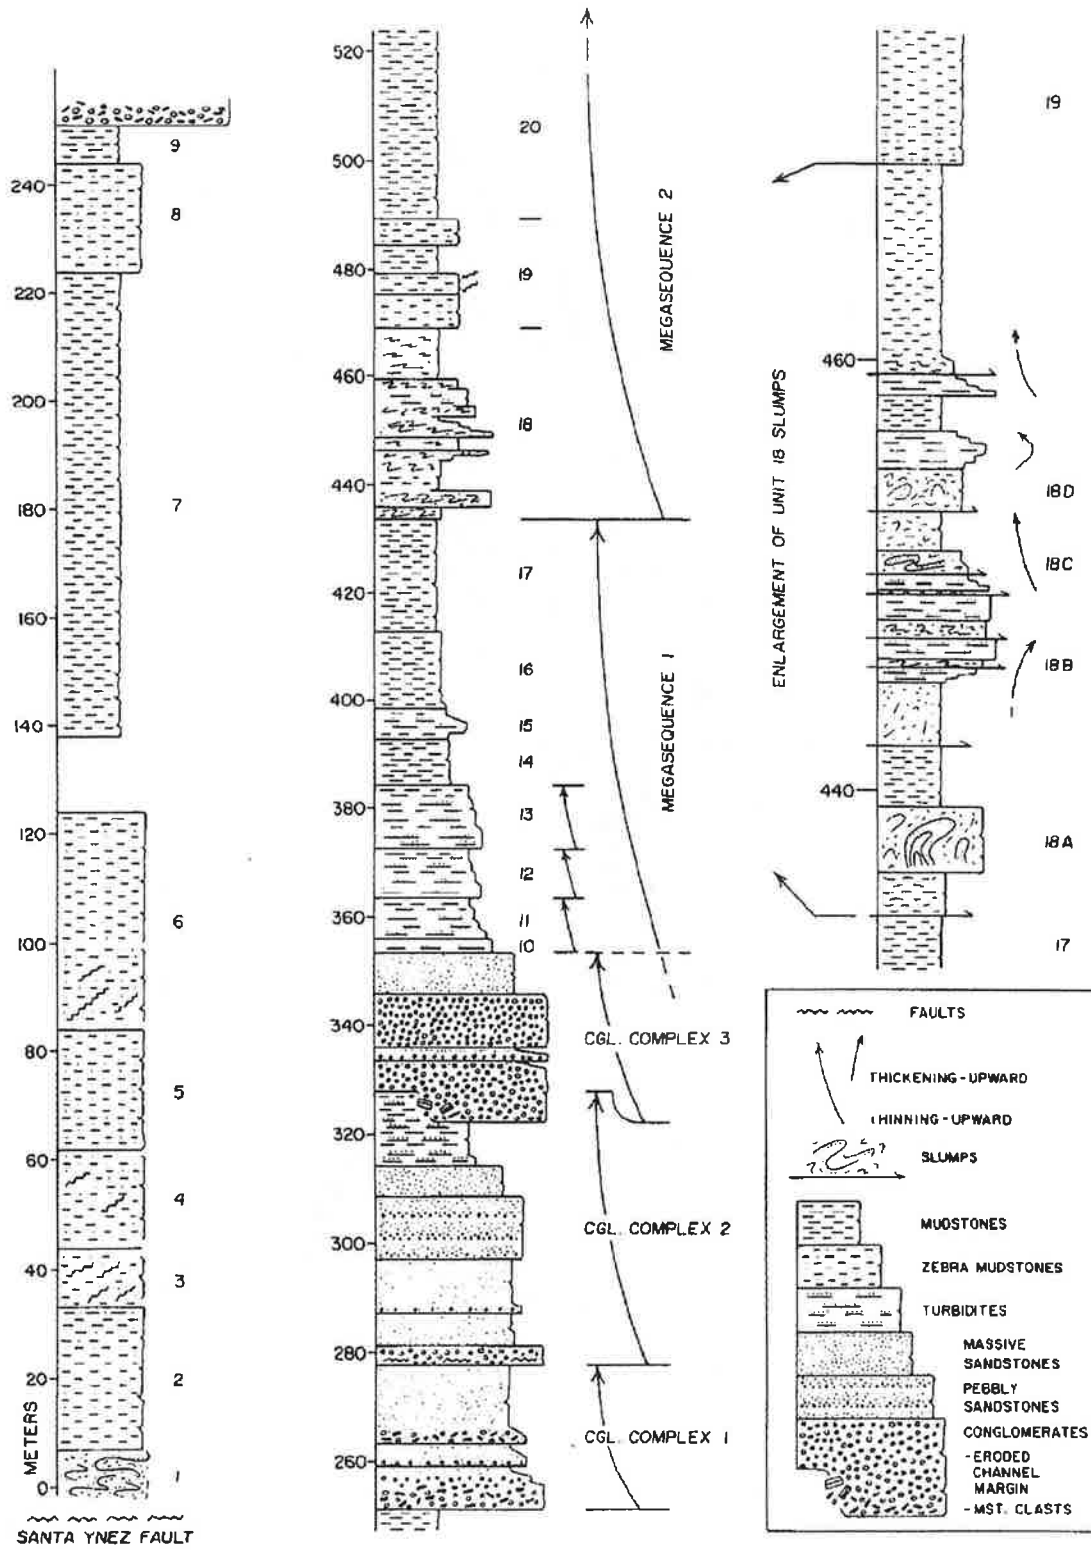 9
240
8
220
200
7
180
160
140
120
6
100
80
5
60
4
40
3
20
2
METERS
0
1
SANTA YNEZ FAULT
520
20
500
480
19
460
18
440
17
420
16
400
15
14
380
13
12
360
11
10
340
320
300
280
260
MEGASEQUENCE 2
MEGASEQUENCE 1
CGL. COMPLEX 3
CGL. COMPLEX 2
CGL. COMPLEX 1
ENLARGEMENT OF UNIT 18 SLUMPS
19
460
18D
18C
18B
440
18A
17
FAULTS
THICKENING-UPWARD
THINNING-UPWARD
SLUMPS
MUDSTONES
ZEBRA MUDSTONES
TURBIDITES
MASSIVE
SANDSTONES
PEBBLY
SANDSTONES
CONGLOMERATES
-ERODED
CHANNEL
MARGIN
-MST. CLASTS